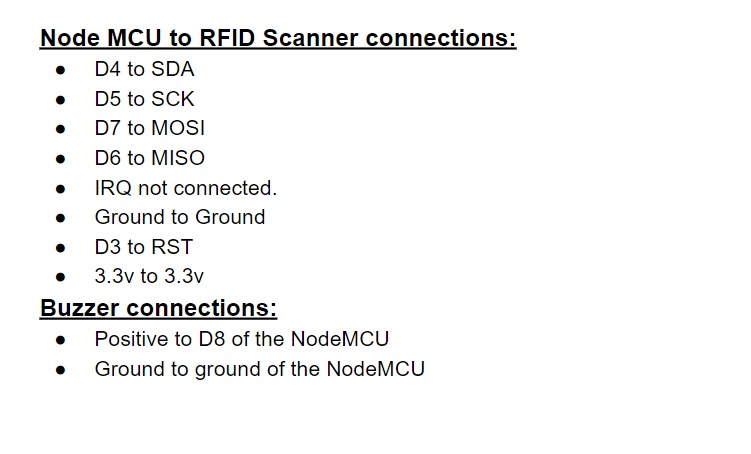 Node MCU to RFID Scanner connections:
● D4 to SDA
● D5 to SCK
● D7 to MOSI
● D6 to MISO
● IRQ not connected.
● Ground to Ground
● D3 to RST
● 3.3v to 3.3v
Buzzer connections:
● Positive to D8 of the NodeMCU
● Ground to ground of the NodeMCU